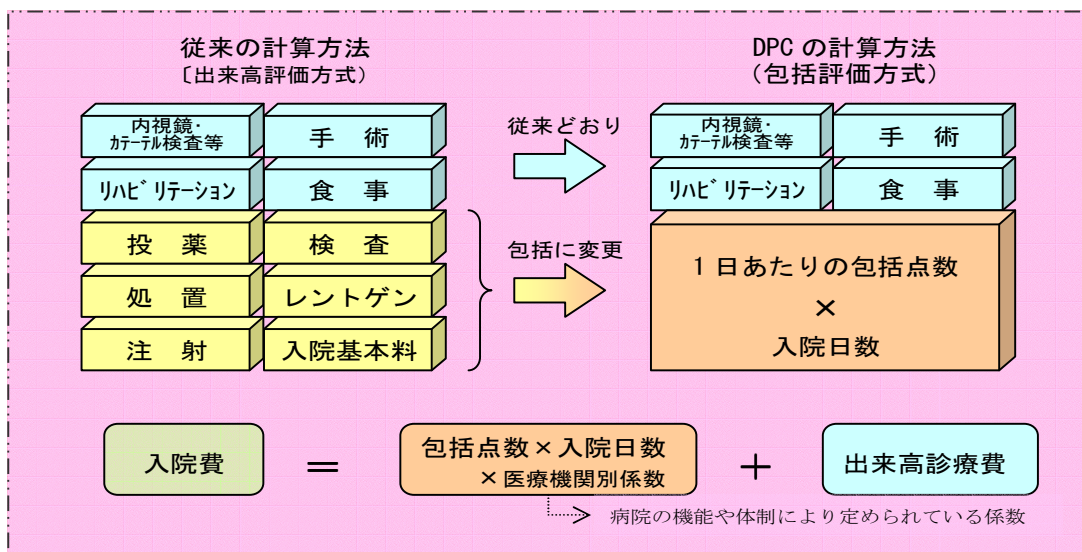 従来の計算方法
〔出来高評価方式）
内視鏡・
ｶﾃｰﾃﾙ検査等
手　術
ﾘﾊﾋﾞﾘﾃｰｼｮﾝ
食　事
投　薬
検　査
処　置
レントゲン
注　射
入院基本料
従来どおり
包括に変更
DPC の計算方法
（包括評価方式）
内視鏡・
ｶﾃｰﾃﾙ検査等
手　術
ﾘﾊﾋﾞﾘﾃｰｼｮﾝ
食　事
1 日あたりの包括点数
×
入院日数
入院費
＝
包括点数×入院日数
×医療機関別係数
＋
出来高診療費
病院の機能や体制により定められている係数